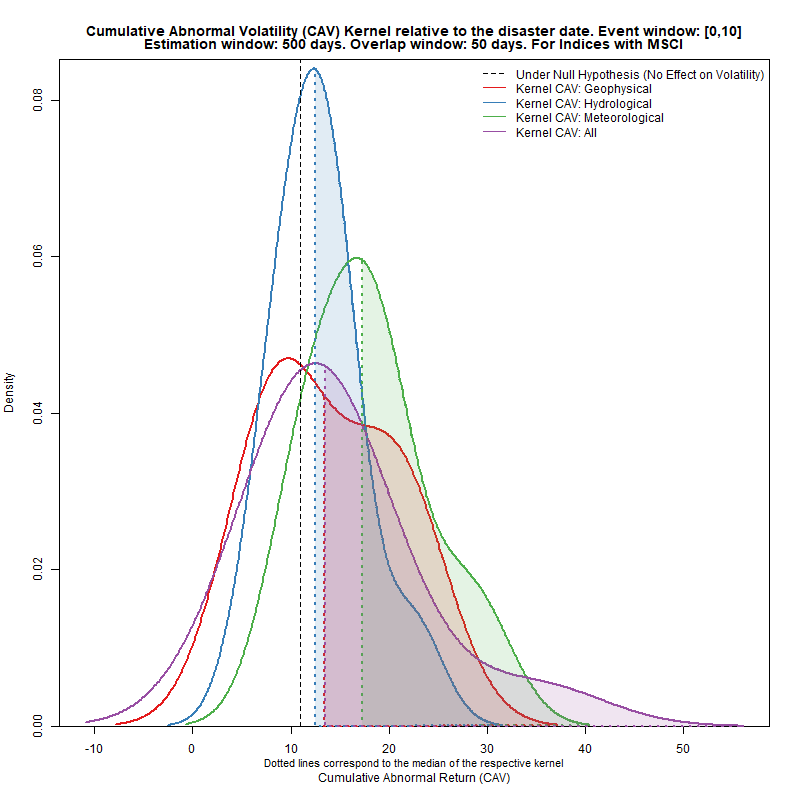 Cumulative Abnormal Volatility (CAV) Kernel relative to the disaster date. Event window: [0,10]
Estimation window: 500 days. Overlap window: 50 days. For Indices with MSCI
Under Null Hypothesis (No Effect on Volatility)
Kernel CAV: Geophysical
Kernel CAV: Hydrological
Kernel CAV: Meteorological
Kernel CAV: All
Density
0.08
0.06
0.04
0.02
0.00
-10 0 10 20 30 40 50
Dotted lines correspond to the median of the respective kernel
Cumulative Abnormal Return (CAV)